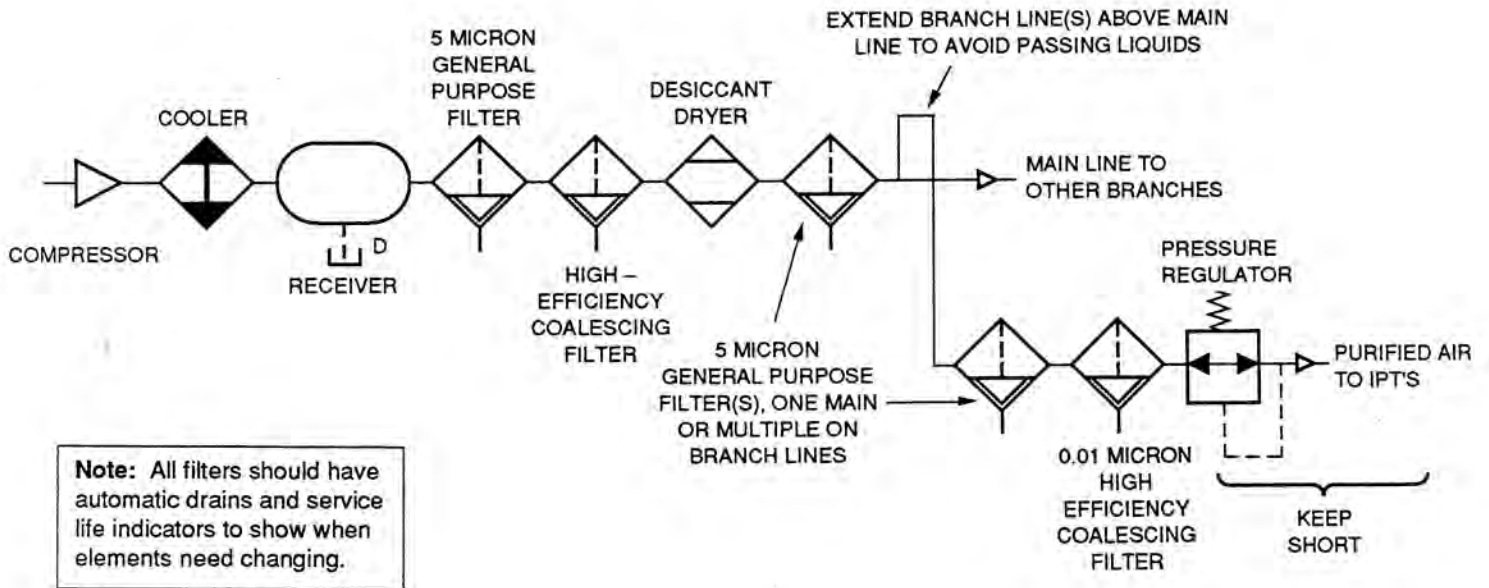 EXTEND BRANCH LINE(S) ABOVE MAIN
LINE TO AVOID PASSING LIQUIDS
5 MICRON
GENERAL
PURPOSE
FILTER
DESICCANT
DRYER
COOLER
MAIN LINE TO
OTHER BRANCHES
COMPRESSOR
D
RECEIVER
HIGH –
EFFICIENCY
COALESCING
FILTER
PRESSURE
REGULATOR
5 MICRON
GENERAL PURPOSE
FILTER(S), ONE MAIN
OR MULTIPLE ON
BRANCH LINES
PURIFIED AIR
TO IPT'S
0.01 MICRON
HIGH
EFFICIENCY
COALESCING
FILTER
KEEP
SHORT
Note: All filters should have
automatic drains and service
life indicators to show when
elements need changing.